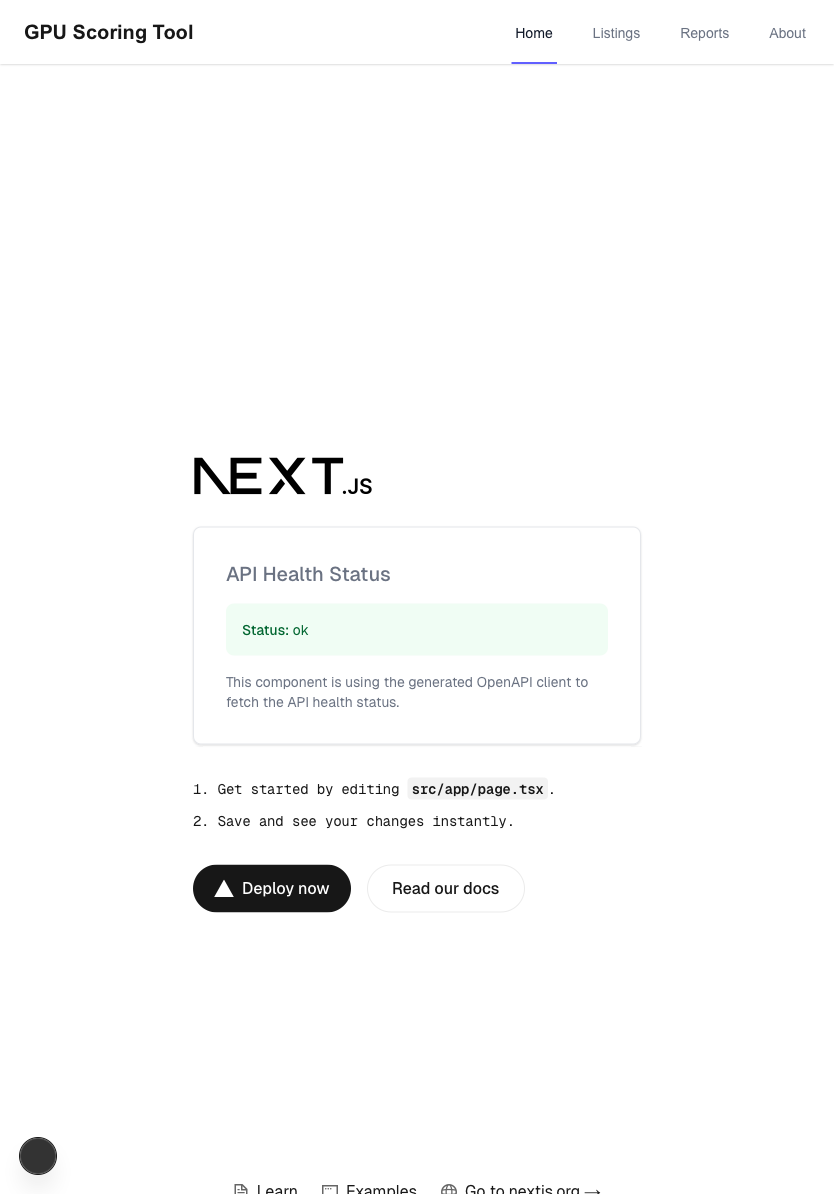 GPU Scoring Tool
Home Listings Reports About
NEXT.JS
API Health Status
Status: ok
This component is using the generated OpenAPI client to
fetch the API health status.
1. Get started by editing src/app/page.tsx.
2. Save and see your changes instantly.
Deploy now Read our docs
Learn Examples Go to nextjs.org →